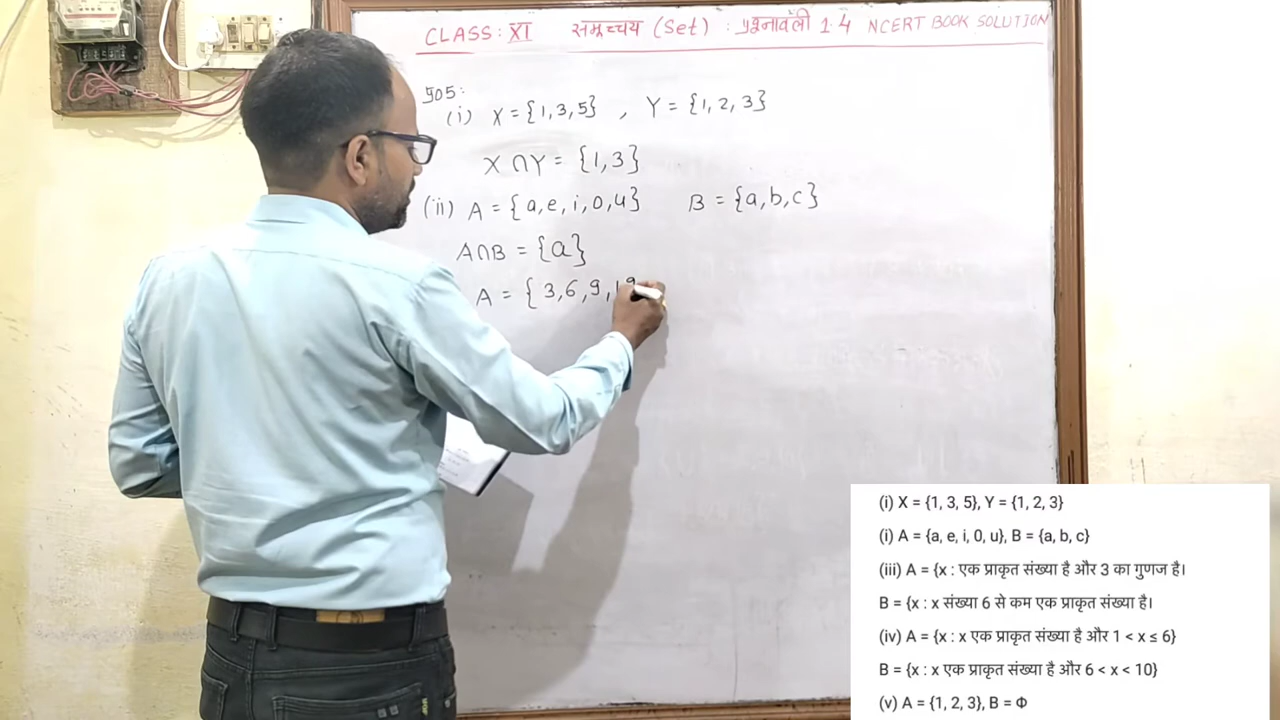 CLASS: XI समुच्चय (Set) : प्रश्नावली 1.4 NCERT BOOK SOLUTION
प्र05:
(i) X = {1,3,5} , Y = {1,2,3}
X ∩ Y = {1,3}
(ii) A = {a,e,i,0,u} B = {a,b,c}
A∩B = {a}
A = { 3,6,9,
(i) X = {1, 3, 5}, Y = {1, 2, 3}
(i) A = {a, e, i, 0, u}, B = {a, b, c}
(iii) A = {x : एक प्राकृत संख्या है और 3 का गुणज है।
B = {x : x संख्या 6 से कम एक प्राकृत संख्या है।
(iv) A = {x : x एक प्राकृत संख्या है और 1 < x ≤ 6}
B = {x : x एक प्राकृत संख्या है और 6 < x < 10}
(v) A = {1, 2, 3}, B = Φ